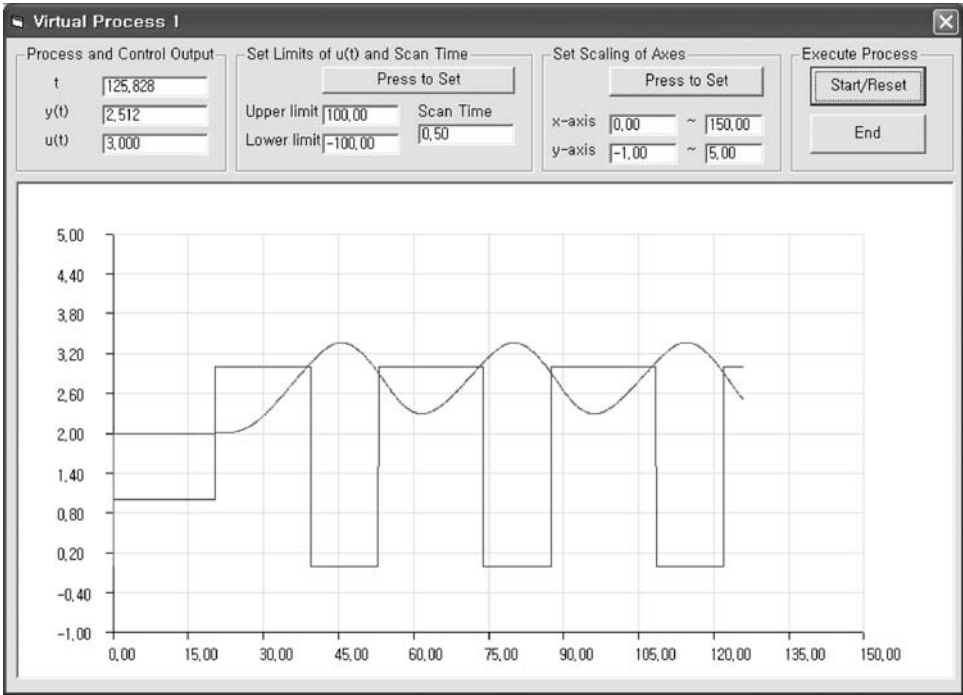 Virtual Process 1
Process and Control Output
t 125,828
y(t) 2,512
u(t) 3,000
Set Limits of u(t) and Scan Time
Press to Set
Upper limit 100,00
Lower limit -100,00
Scan Time
0,50
Set Scaling of Axes
Press to Set
x-axis 0,00 ~ 150,00
y-axis -1,00 ~ 5,00
Execute Process
Start/Reset
End
5,00
4,40
3,80
3,20
2,60
2,00
1,40
0,80
0,20
-0,40
-1,00
0,00 15,00 30,00 45,00 60,00 75,00 90,00 105,00 120,00 135,00 150,00